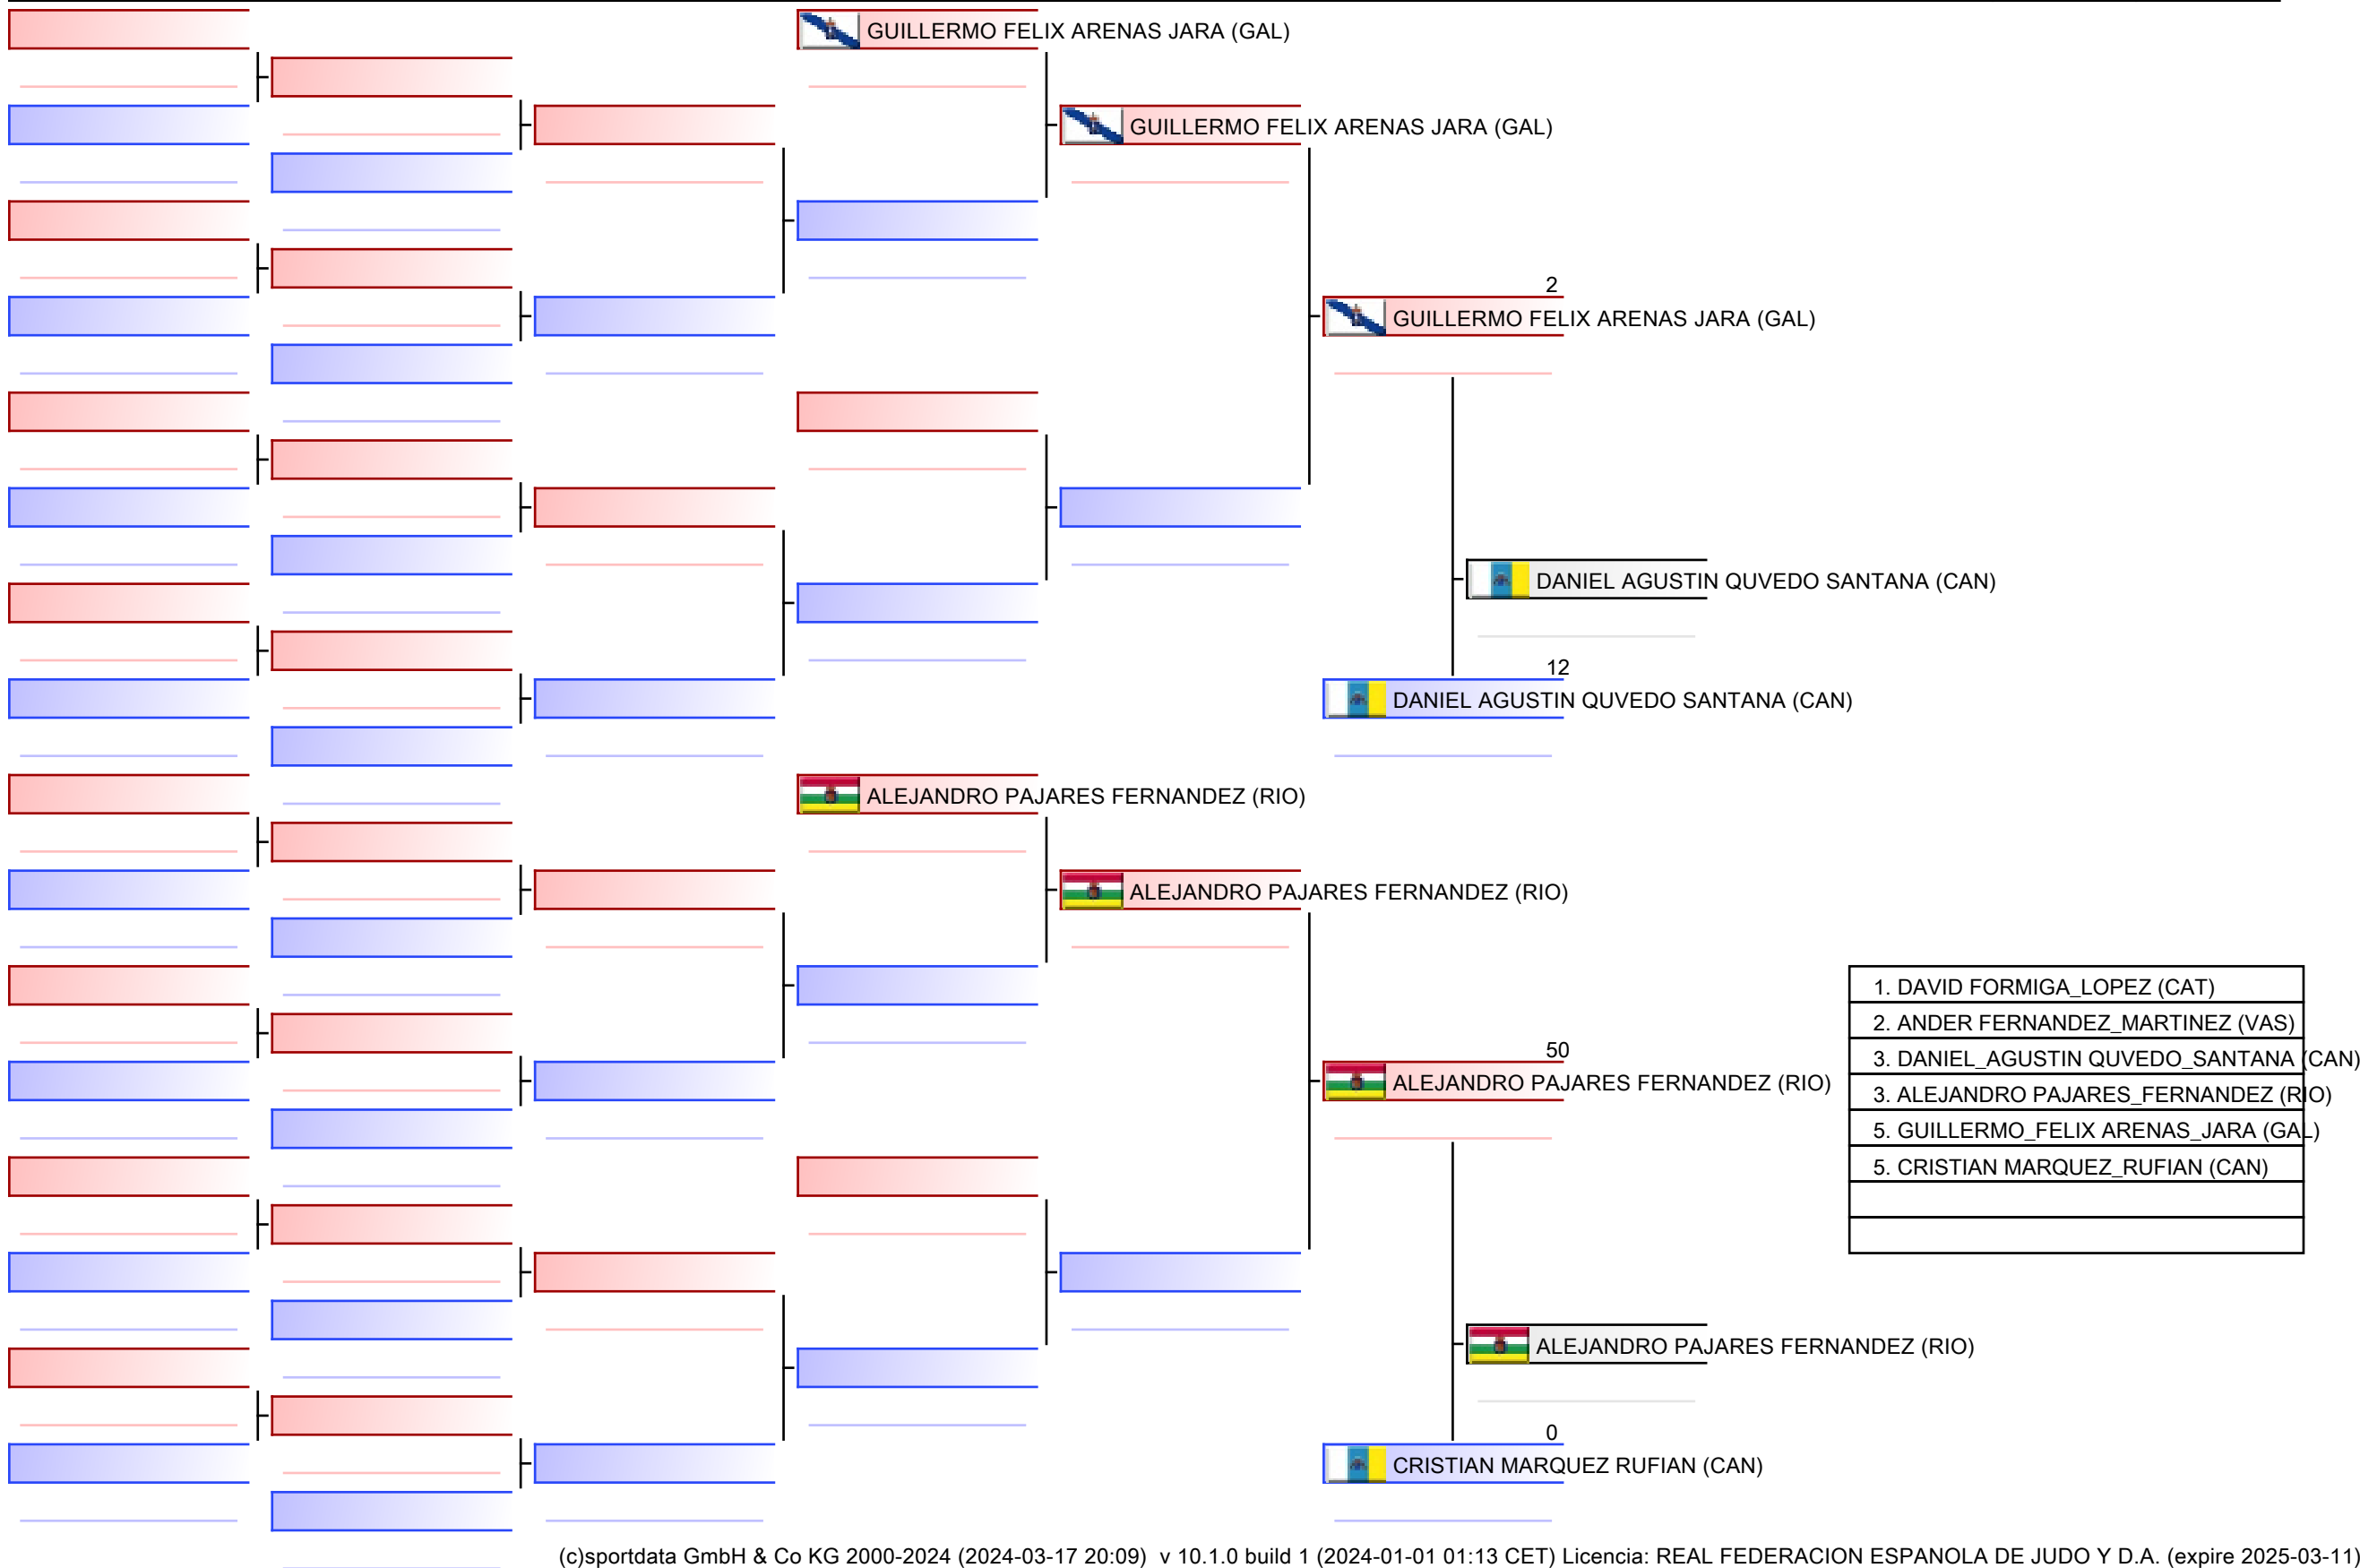 GUILLERMO FELIX ARENAS JARA (GAL)
GUILLERMO FELIX ARENAS JARA (GAL)
2
GUILLERMO FELIX ARENAS JARA (GAL)
DANIEL AGUSTIN QUVEDO SANTANA (CAN)
12
DANIEL AGUSTIN QUVEDO SANTANA (CAN)
ALEJANDRO PAJARES FERNANDEZ (RIO)
ALEJANDRO PAJARES FERNANDEZ (RIO)
50
ALEJANDRO PAJARES FERNANDEZ (RIO)
1. DAVID FORMIGA_LOPEZ (CAT)
2. ANDER FERNANDEZ_MARTINEZ (VAS)
3. DANIEL_AGUSTIN QUVEDO_SANTANA (CAN)
3. ALEJANDRO PAJARES_FERNANDEZ (RIO)
5. GUILLERMO_FELIX ARENAS_JARA (GAL)
5. CRISTIAN MARQUEZ_RUFIAN (CAN)
ALEJANDRO PAJARES FERNANDEZ (RIO)
0
CRISTIAN MARQUEZ RUFIAN (CAN)
(c)sportdata GmbH & Co KG 2000-2024 (2024-03-17 20:09) v 10.1.0 build 1 (2024-01-01 01:13 CET) Licencia: REAL FEDERACION ESPANOLA DE JUDO Y D.A. (expire 2025-03-11)